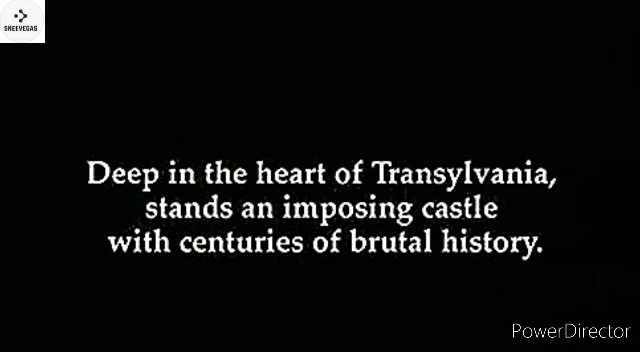 SNEEVEGAS
Deep in the heart of Transylvania,
stands an imposing castle
with centuries of brutal history.
PowerDirector